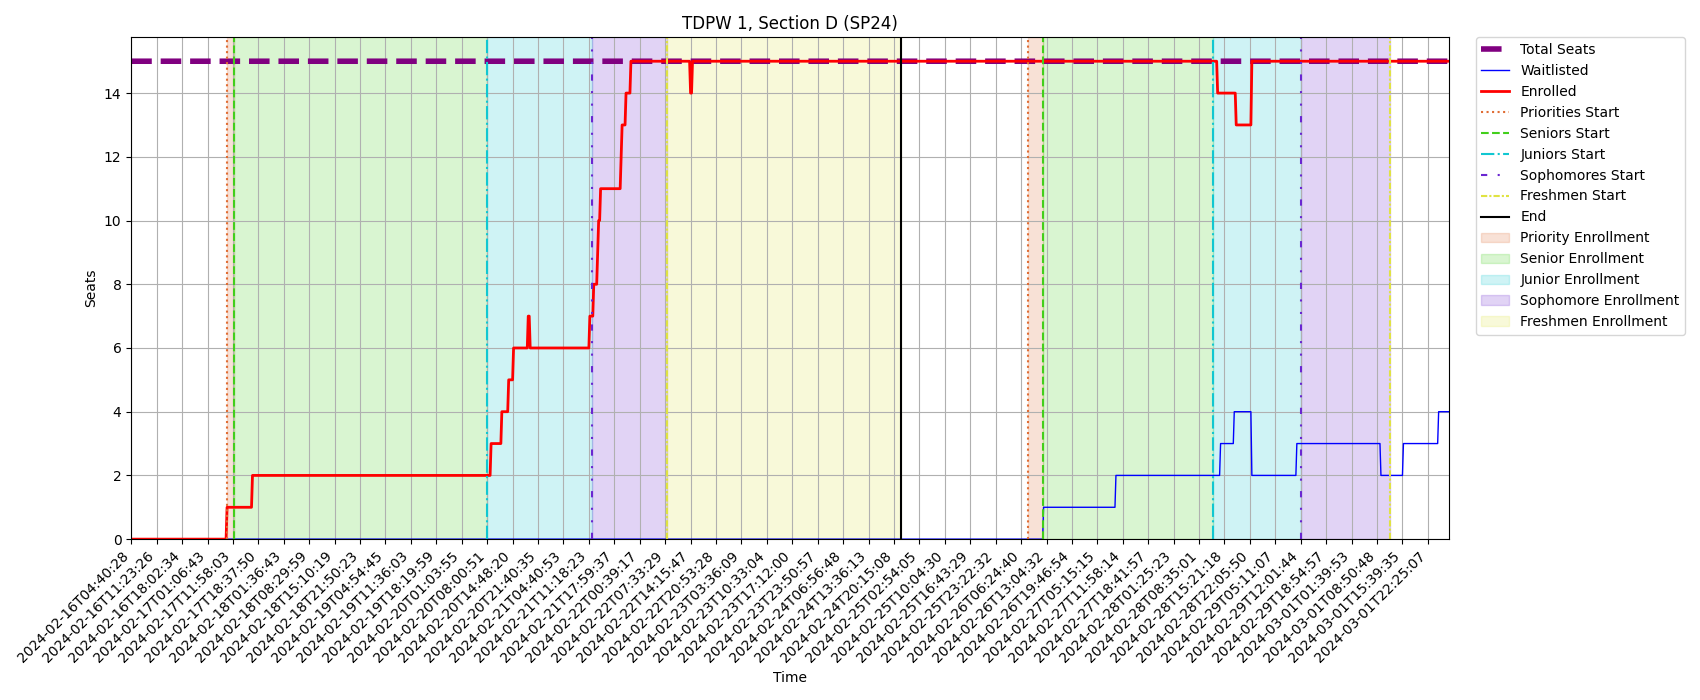 TDPW 1, Section D (SP24)
Seats
14
12
10
8
6
4
2
0
2024-02-16T04:40:28
2024-02-16T11:23:26
2024-02-16T18:02:34
2024-02-17T01:06:43
2024-02-17T11:58:03
2024-02-17T18:37:50
2024-02-18T01:36:43
2024-02-18T08:29:59
2024-02-18T15:10:19
2024-02-18T21:50:23
2024-02-19T04:54:45
2024-02-19T11:36:03
2024-02-19T18:19:59
2024-02-20T01:03:55
2024-02-20T08:00:51
2024-02-20T14:48:20
2024-02-20T21:40:35
2024-02-21T04:40:53
2024-02-21T11:18:23
2024-02-21T17:59:37
2024-02-22T00:39:17
2024-02-22T07:33:29
2024-02-22T14:15:47
2024-02-22T20:53:28
2024-02-23T03:36:09
2024-02-23T10:33:04
2024-02-23T17:12:00
2024-02-23T23:50:57
2024-02-24T06:56:48
2024-02-24T13:36:13
2024-02-24T20:15:08
2024-02-25T02:54:05
2024-02-25T10:04:30
2024-02-25T16:43:29
2024-02-25T23:22:32
2024-02-26T06:24:40
2024-02-26T13:04:32
2024-02-26T19:46:54
2024-02-27T05:15:15
2024-02-27T11:58:14
2024-02-27T18:41:57
2024-02-28T01:25:23
2024-02-28T08:35:01
2024-02-28T15:21:18
2024-02-28T22:05:50
2024-02-29T05:11:07
2024-02-29T12:01:44
2024-02-29T18:54:57
2024-03-01T01:39:53
2024-03-01T08:50:48
2024-03-01T15:39:35
2024-03-01T22:25:07
Time
Total Seats
Waitlisted
Enrolled
Priorities Start
Seniors Start
Juniors Start
Sophomores Start
Freshmen Start
End
Priority Enrollment
Senior Enrollment
Junior Enrollment
Sophomore Enrollment
Freshmen Enrollment